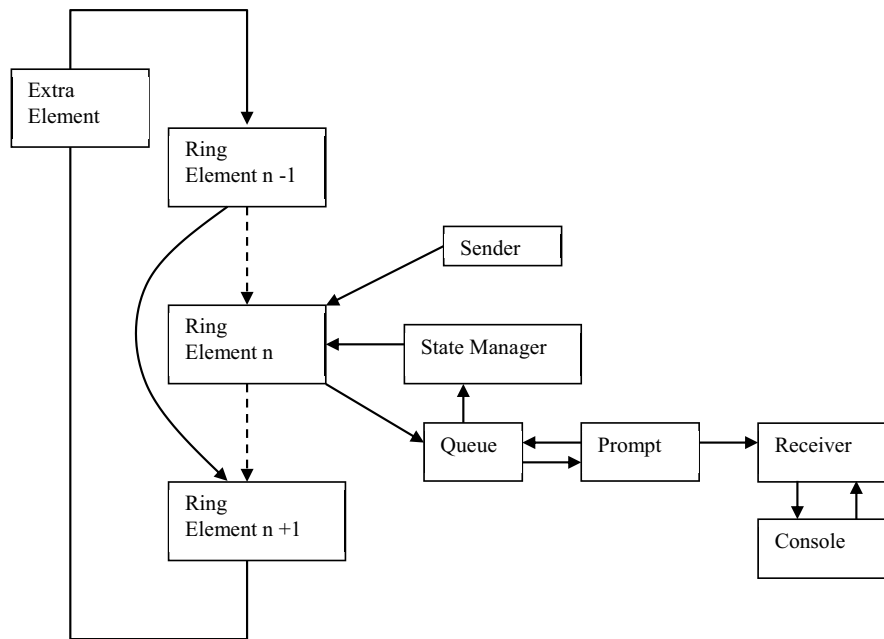 Extra
Element
Ring
Element n -1
Sender
Ring
Element n
State Manager
Queue
Prompt
Receiver
Ring
Element n +1
Console